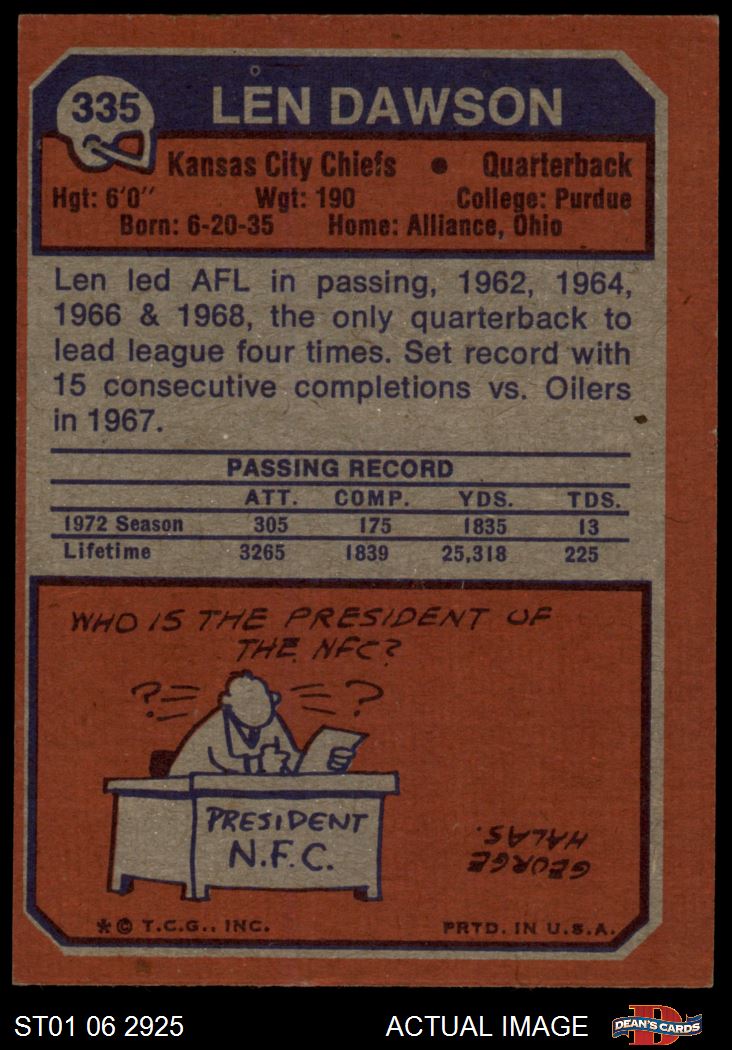 335
LEN DAWSON
Kansas City Chiefs • Quarterback
Hgt: 6'0" Wgt: 190 College: Purdue
Born: 6-20-35 Home: Alliance, Ohio
Len led AFL in passing, 1962, 1964,
1966 & 1968, the only quarterback to
lead league four times. Set record with
15 consecutive completions vs. Oilers
in 1967.
PASSING RECORD
ATT. COMP. YDS. TDS.
1972 Season 305 175 1835 13
Lifetime 3265 1839 25,318 225
WHO IS THE PRESIDENT OF
THE NFC?
? ?
PRESIDENT
N.F.C.
GEORGE
HALAS.
* © T.C.G., INC. PRTD. IN U.S.A.
ST01 06 2925 ACTUAL IMAGE
D
DEAN'S CARDS